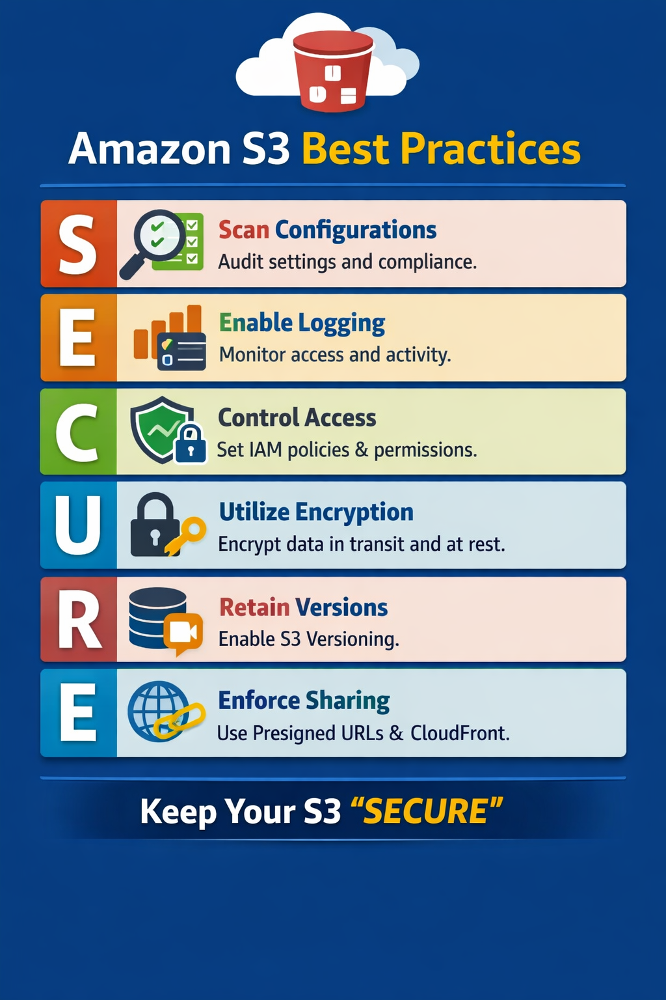 Amazon S3 Best Practices
S
Scan Configurations
Audit settings and compliance.
E
Enable Logging
Monitor access and activity.
C
Control Access
Set IAM policies & permissions.
U
Utilize Encryption
Encrypt data in transit and at rest.
R
Retain Versions
Enable S3 Versioning.
E
Enforce Sharing
Use Presigned URLs & CloudFront.
Keep Your S3 “SECURE”